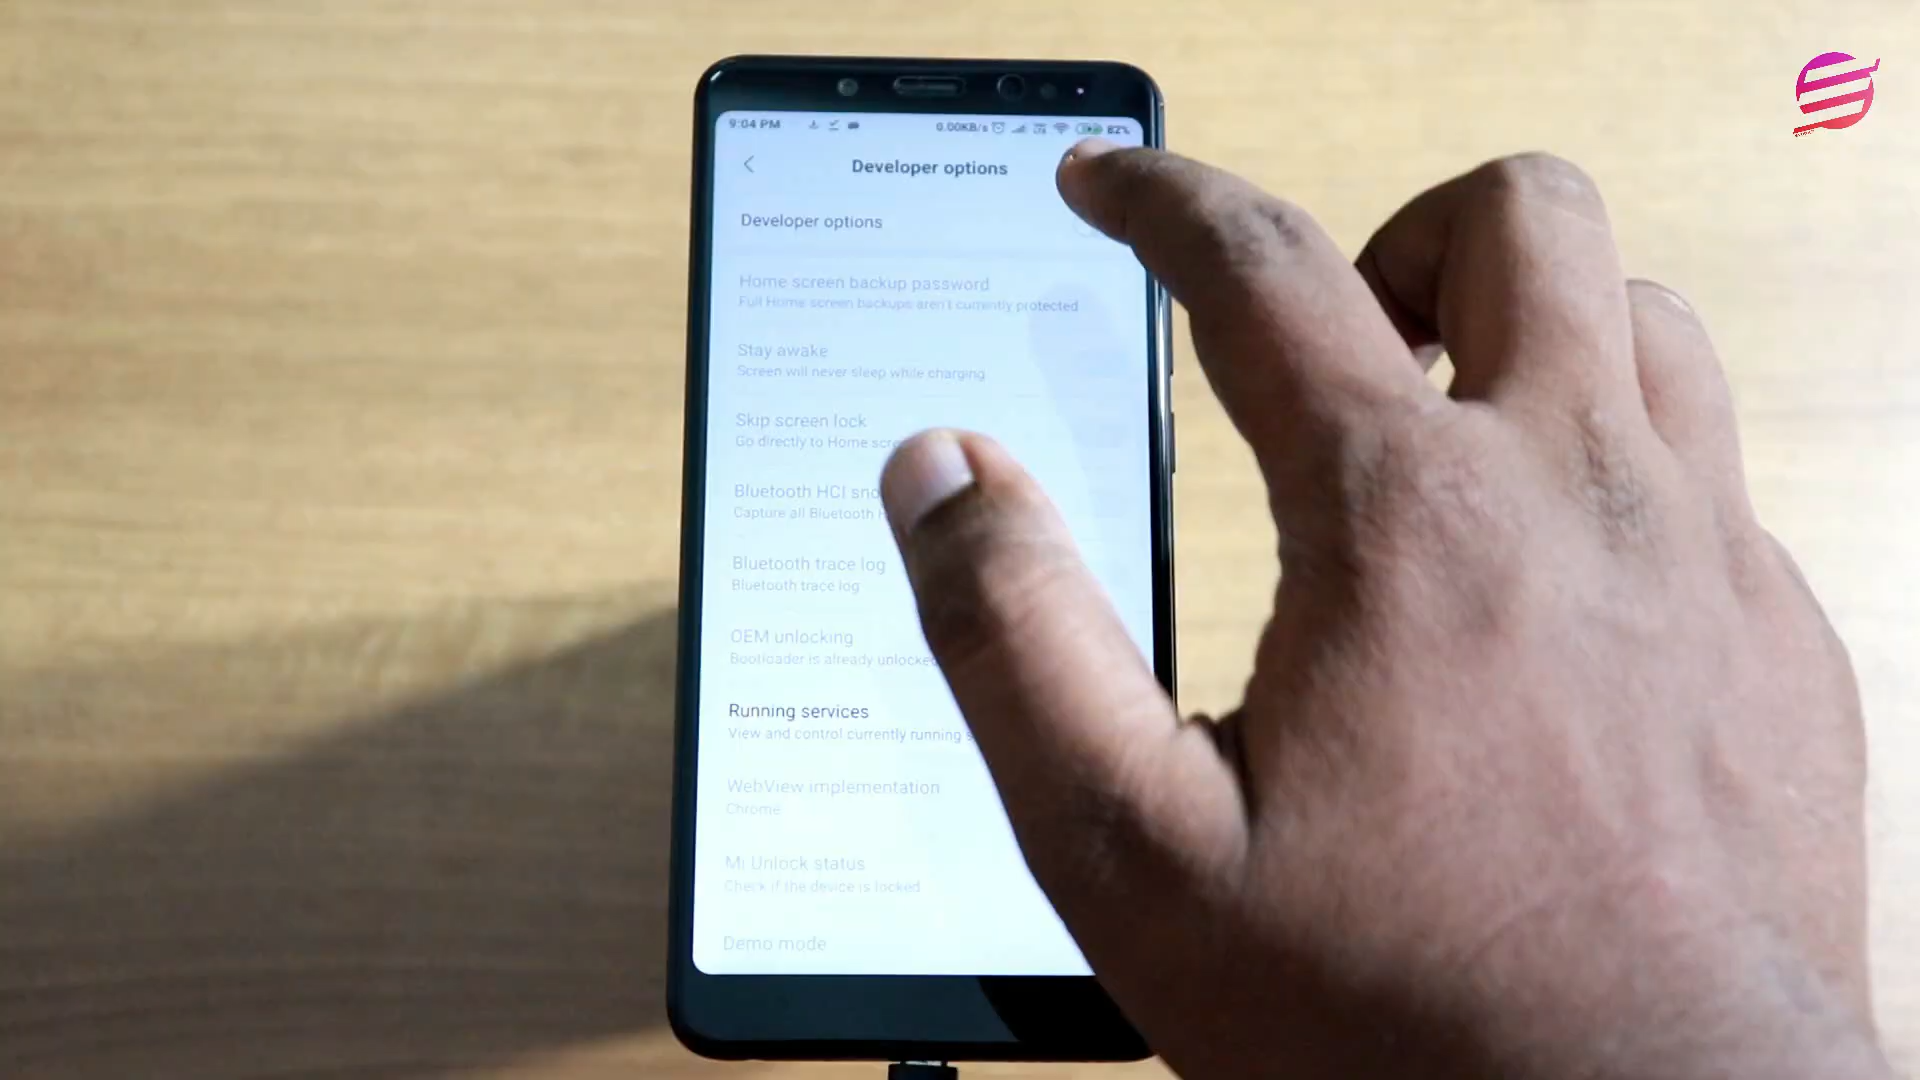 9:04 PM 0.00KB/s 82%
Developer options
Developer options
Home screen backup password
Full Home screen backups aren't currently protected
Stay awake
Screen will never sleep while charging
Skip screen lock
Go directly to Home
Bluetooth HCI
Capture all Bluetooth
Bluetooth trace log
Bluetooth trace log
OEM unlocking
Bootloader is already unlocked
Running services
View and control currently running
WebView implementation
Chrome
Mi Unlock status
Check if the device is locked
Demo mode